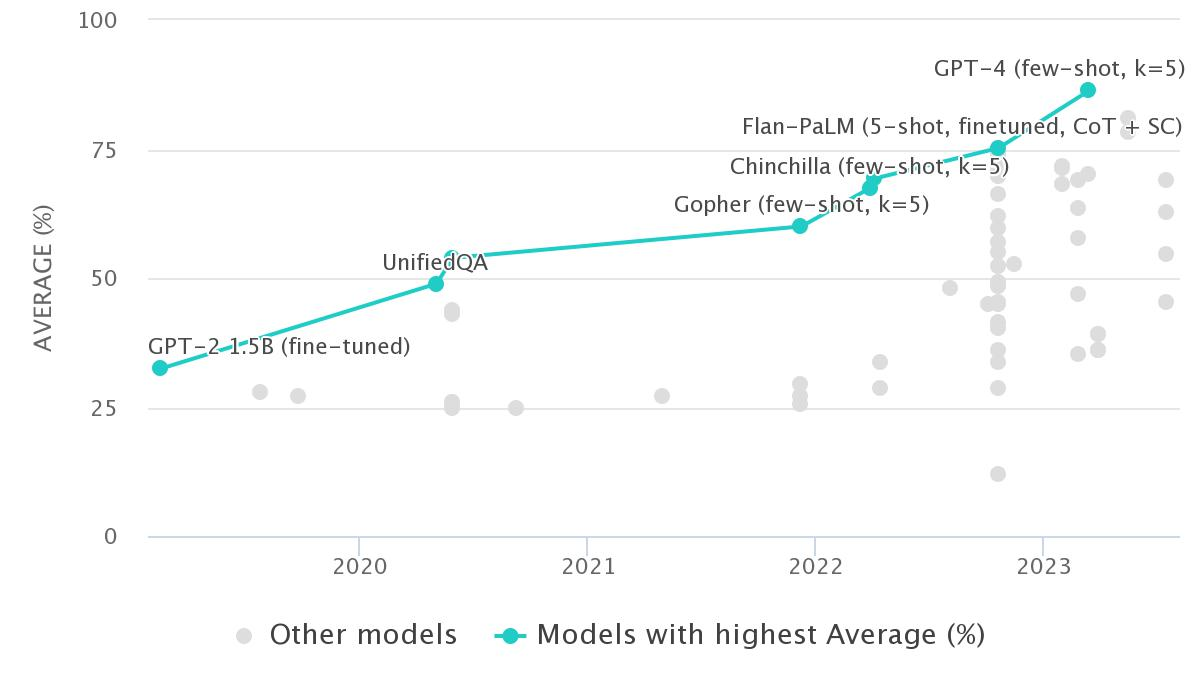 100
GPT-4 (few-shot, k=5)
Flan-PaLM (5-shot, finetuned, CoT + SC)
75
Chinchilla (few-shot, k=5)
Gopher (few-shot, k=5)
AVERAGE (%)
UnifiedQA
50
GPT-2 1.5B (fine-tuned)
25
0
2020 2021 2022 2023
Other models Models with highest Average (%)